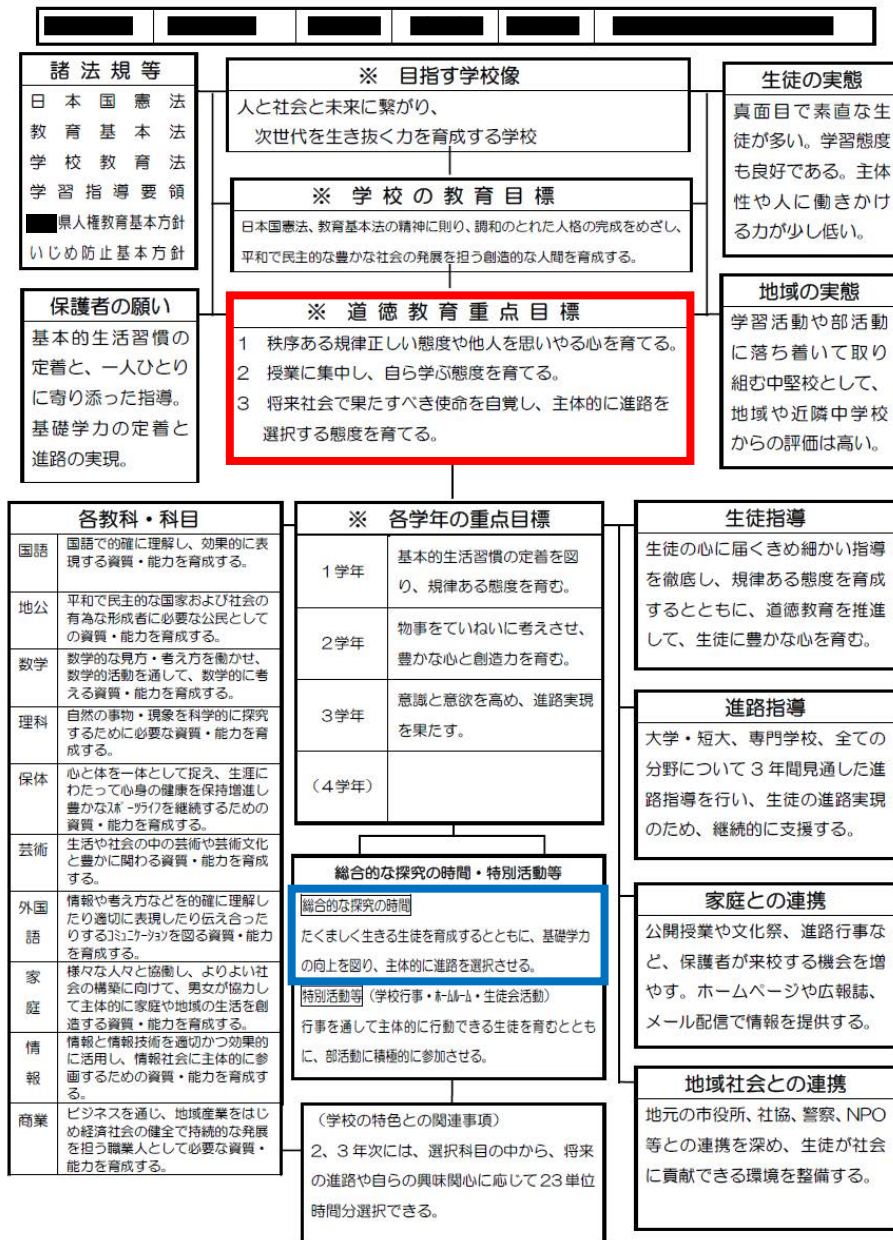 諸法規等
日本国憲法
教育基本法
学校教育法
学習指導要領
県人権教育基本方針
いじめ防止基本方針
※ 目指す学校像
人と社会と未来に繋がり、
次世代を生き抜く力を育成する学校
生徒の実態
真面目で素直な生
徒が多い。学習態度
も良好である。主体
性や人に働きかけ
る力が少し低い。
※ 学校の教育目標
日本国憲法、教育基本法の精神に則り、調和のとれた人格の完成をめざし、
平和で民主的な豊かな社会の発展を担う創造的な人間を育成する。
保護者の願い
基本的生活習慣の
定着と、一人ひとり
に寄り添った指導。
基礎学力の定着と
進路の実現。
※ 道徳教育重点目標
1 秩序ある規律正しい態度や他人を思いやる心を育てる。
2 授業に集中し、自ら学ぶ態度を育てる。
3 将来社会で果たすべき使命を自覚し、主体的に進路を
選択する態度を育てる。
地域の実態
学習活動や部活動
に落ち着いて取り
組む中堅校として、
地域や近隣中学校
からの評価は高い。
各教科・科目
国語
国語で的確に理解し、効果的に表
現する資質・能力を育成する。
地公
平和で民主的な国家および社会の
有為な形成者に必要な公民として
の資質・能力を育成する。
数学
数学的な見方・考え方を働かせ、
数学的活動を通して、数学的に考
える資質・能力を育成する。
理科
自然の事物・現象を科学的に探究
するために必要な資質・能力を育
成する。
保体
心と体を一体として捉え、生涯に
わたって心身の健康を保持増進し
豊かなスポーツライフを継続するための
資質・能力を育成する。
芸術
生活や社会の中の芸術や芸術文化
と豊かに関わる資質・能力を育成
する。
外国
語
情報や考え方などを的確に理解し
たり適切に表現したり伝え合った
りするコミュニケーションを図る資質・能力
を育成する。
家
庭
様々な人々と協働し、よりよい社
会の構築に向けて、男女が協力し
て主体的に家庭や地域の生活を創
造する資質・能力を育成する。
情
報
情報と情報技術を適切かつ効果的
に活用し、情報社会に主体的に参
画するための資質・能力を育成す
る。
商業
ビジネスを通じ、地域産業をはじ
め経済社会の健全で持続的な発展
を担う職業人として必要な資質・
能力を育成する。
※ 各学年の重点目標
1学年
基本的生活習慣の定着を図
り、規律ある態度を育む。
2学年
物事をていねいに考えさせ、
豊かな心と創造力を育む。
3学年
意識と意欲を高め、進路実現
を果たす。
(4学年)
総合的な探究の時間・特別活動等
総合的な探究の時間
たくましく生きる生徒を育成するとともに、基礎学力
の向上を図り、主体的に進路を選択させる。
特別活動等(学校行事・ホームルーム・生徒会活動)
行事を通して主体的に行動できる生徒を育むととも
に、部活動に積極的に参加させる。
(学校の特色との関連事項)
2、3年次には、選択科目の中から、将来
の進路や自らの興味関心に応じて23単位
時間分選択できる。
生徒指導
生徒の心に届くきめ細かい指導
を徹底し、規律ある態度を育成
するとともに、道徳教育を推進
して、生徒に豊かな心を育む。
進路指導
大学・短大、専門学校、全ての
分野について3年間見通した進
路指導を行い、生徒の進路実現
のため、継続的に支援する。
家庭との連携
公開授業や文化祭、進路行事な
ど、保護者が来校する機会を増
やす。ホームページや広報誌、
メール配信で情報を提供する。
地域社会との連携
地元の市役所、社協、警察、NPO
等との連携を深め、生徒が社会
に貢献できる環境を整備する。